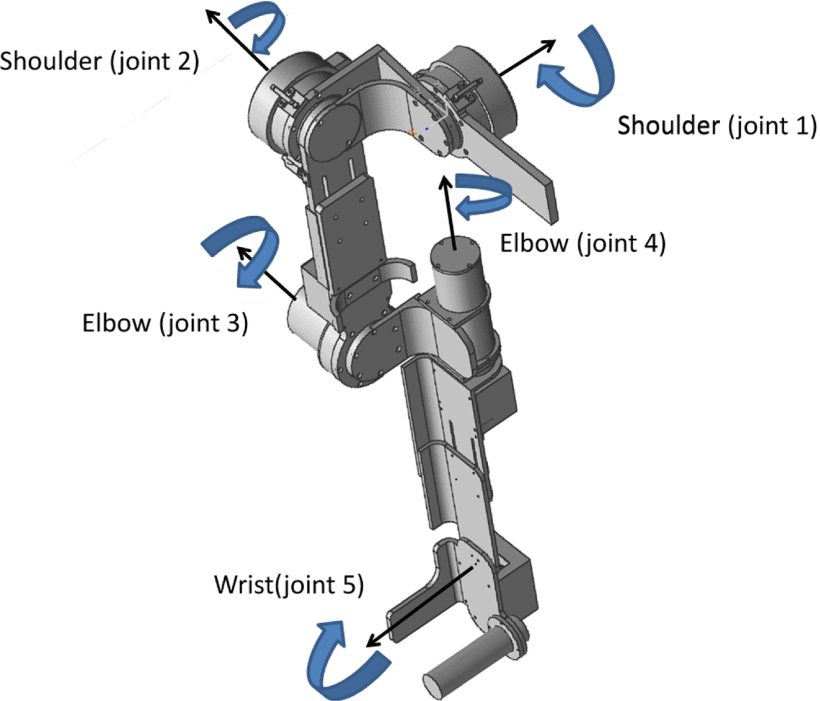 Shoulder (joint 2)
Shoulder (joint 1)
Elbow (joint 4)
Elbow (joint 3)
Wrist(joint 5)